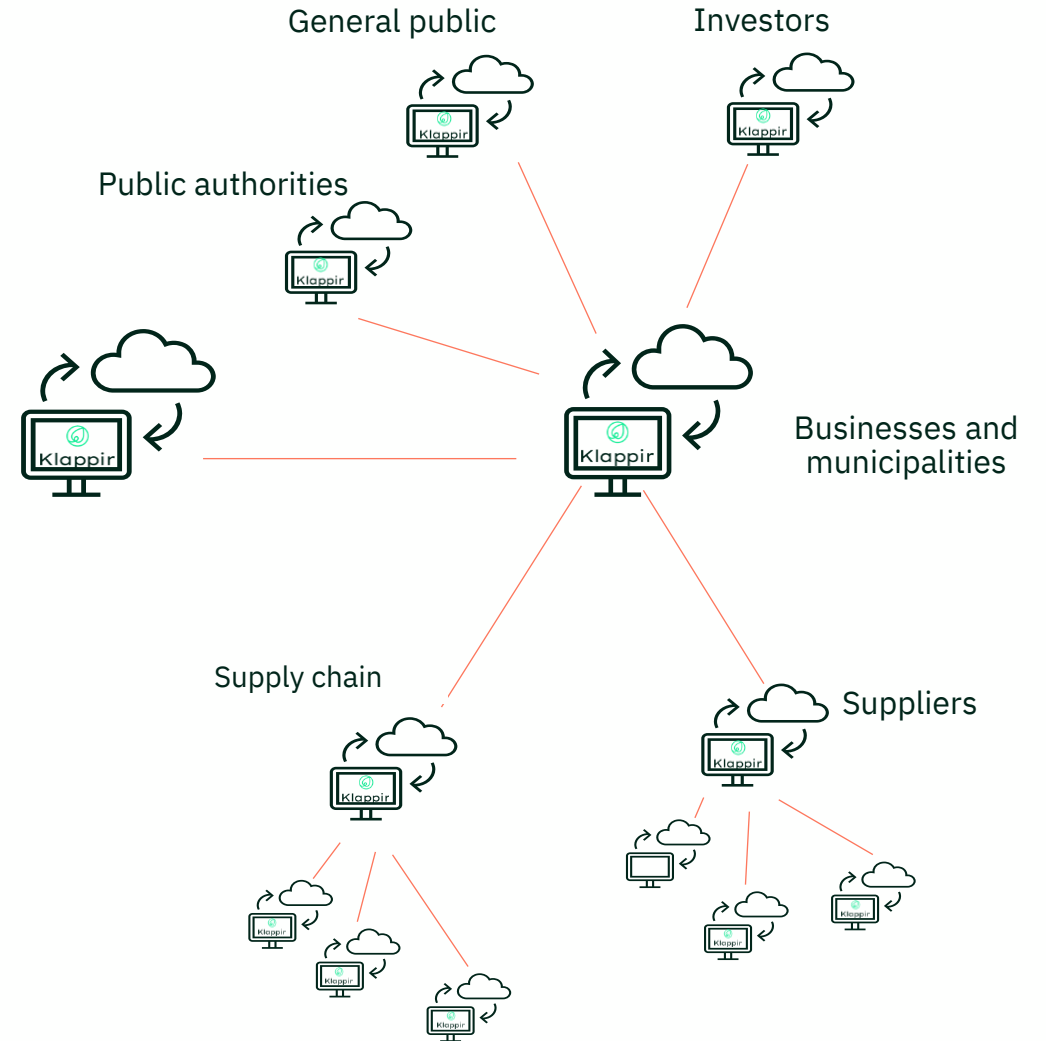 General public
Investors
Klappir
Klappir
Public authorities
Klappir
Klappir
Klappir
Businesses and
municipalities
Supply chain
Suppliers
Klappir
Klappir
Klappir
Klappir
Klappir
Klappir
Klappir